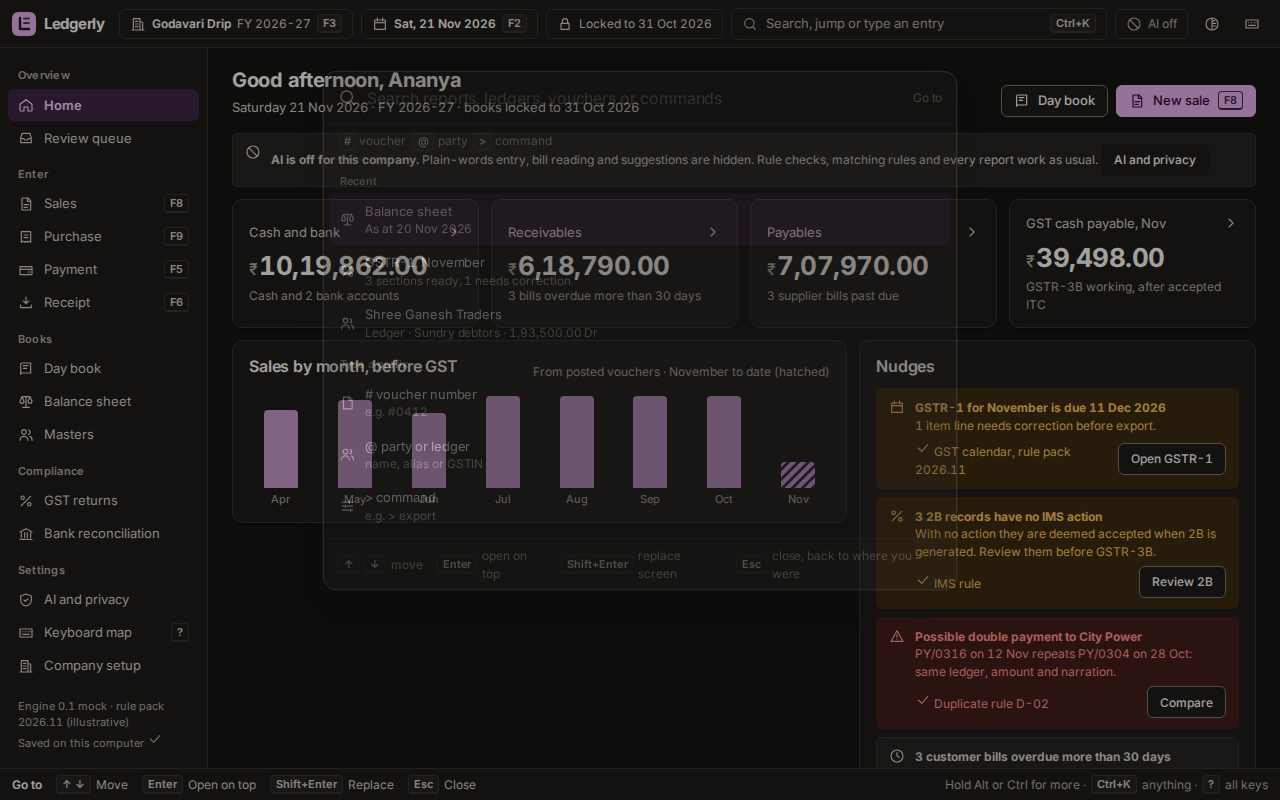 Ledgerly
Godavari Drip FY 2026-27 F3
Sat, 21 Nov 2026 F2
Locked to 31 Oct 2026
Search, jump or type an entry Ctrl+K
AI off
Overview
Home
Review queue
Enter
Sales F8
Purchase F9
Payment F5
Receipt F6
Books
Day book
Balance sheet
Masters
Compliance
GST returns
Bank reconciliation
Settings
AI and privacy
Keyboard map ?
Company setup
Engine 0.1 mock · rule pack
2026.11 (illustrative)
Saved on this computer
Good afternoon, Ananya
Saturday 21 Nov 2026 · FY 2026-27 · books locked to 31 Oct 2026
Day book
New sale F8
AI is off for this company. Plain-words entry, bill reading and suggestions are hidden. Rule checks, matching rules and every report work as usual.
AI and privacy
Cash and bank
₹10,19,862.00
Cash and 2 bank accounts
Receivables
₹6,18,790.00
3 bills overdue more than 30 days
Payables
₹7,07,970.00
3 supplier bills past due
GST cash payable, Nov
₹39,498.00
GSTR-3B working, after accepted
ITC
Sales by month, before GST
From posted vouchers · November to date (hatched)
Apr May Jun Jul Aug Sep Oct Nov
Nudges
GSTR-1 for November is due 11 Dec 2026
1 item line needs correction before export.
GST calendar, rule pack
2026.11
Open GSTR-1
3 2B records have no IMS action
With no action they are deemed accepted when 2B is
generated. Review them before GSTR-3B.
IMS rule
Review 2B
Possible double payment to City Power
PY/0316 on 12 Nov repeats PY/0304 on 28 Oct:
same ledger, amount and narration.
Duplicate rule D-02
Compare
3 customer bills overdue more than 30 days
Search reports, ledgers, vouchers or commands
Go to
# voucher @ party > command
Recent
Balance sheet
As at 20 Nov 2026
GSTR-1, November
3 sections ready, 1 needs correction
Shree Ganesh Traders
Ledger · Sundry debtors · 1,93,500.00 Dr
# voucher number
e.g. #0412
@ party or ledger
name, alias or GSTIN
> command
e.g. > export
↑ ↓ move
Enter open on
top
Shift+Enter replace
screen
Esc close, back to where you
were
Go to ↑ ↓ Move Enter Open on top Shift+Enter Replace Esc Close
Hold Alt or Ctrl for more · Ctrl+K anything · ? all keys